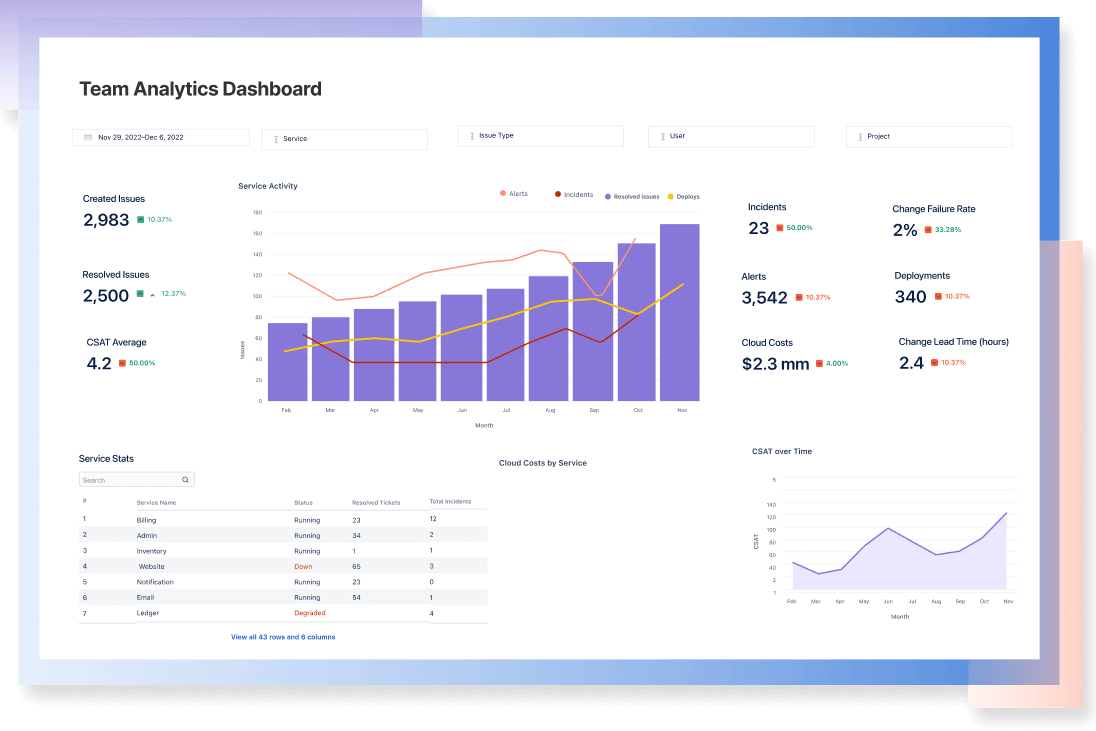 Team Analytics Dashboard
Nov 29, 2022–Dec 6, 2022
Service
Issue Type
User
Project
Created Issues
2,983 10.37%
Resolved Issues
2,500 12.37%
CSAT Average
4.2 50.00%
Service Activity
Alerts Incidents Resolved issues Deploys
180
160
140
120
100
80
60
40
20
0
Issues
Feb Mar Apr May Jun Jul Aug Sep Oct Nov
Month
Incidents
23 50.00%
Change Failure Rate
2% 33.28%
Alerts
3,542 10.37%
Deployments
340 10.37%
Cloud Costs
$2.3 mm 4.00%
Change Lead Time (hours)
2.4 10.37%
Service Stats
Search
# Service Name Status Resolved Tickets Total Incidents
1 Billing Running 23 12
2 Admin Running 34 2
3 Inventory Running 1 1
4 Website Down 65 3
5 Notification Running 23 0
6 Email Running 54 1
7 Ledger Degraded 4
View all 43 rows and 6 columns
Cloud Costs by Service
CSAT over Time
5
140
120
100
80
60
40
2
1
CSAT
Feb Mar Apr May Jun Jul Aug Sep Oct Nov
Month